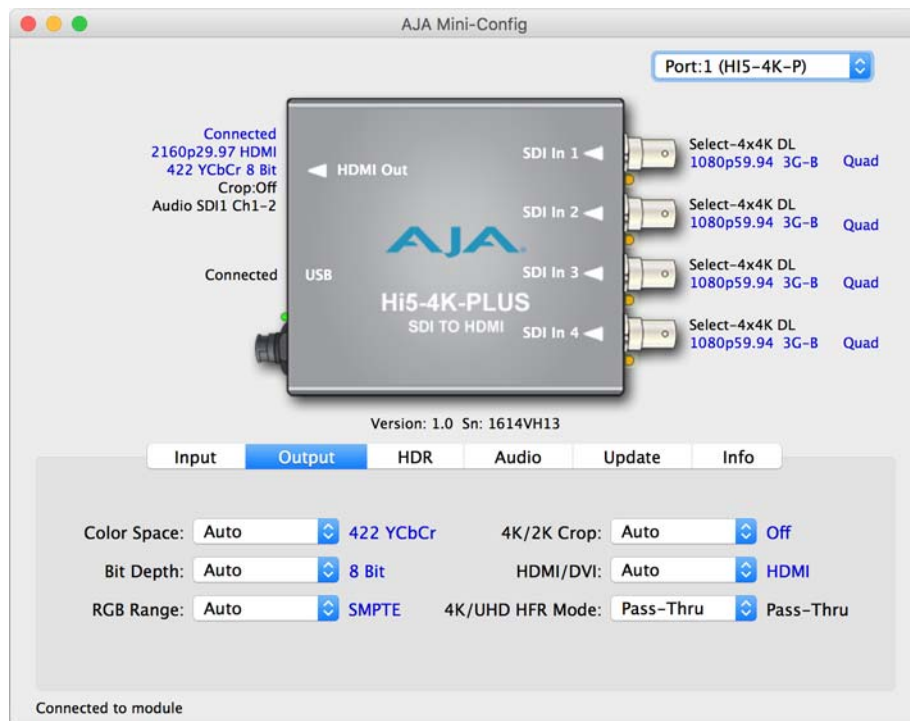 AJA Mini-Config
Port:1 (HI5-4K-P)
Connected
2160p29.97 HDMI
422 YCbCr 8 Bit
Crop:Off
Audio SDI1 Ch1-2
Connected
HDMI Out
USB
AJA
Hi5-4K-PLUS
SDI TO HDMI
SDI In 1
SDI In 2
SDI In 3
SDI In 4
Select-4x4K DL
1080p59.94 3G-B Quad
Select-4x4K DL
1080p59.94 3G-B Quad
Select-4x4K DL
1080p59.94 3G-B Quad
Select-4x4K DL
1080p59.94 3G-B Quad
Version: 1.0 Sn: 1614VH13
Input Output HDR Audio Update Info
Color Space: Auto 422 YCbCr 4K/2K Crop: Auto Off
Bit Depth: Auto 8 Bit HDMI/DVI: Auto HDMI
RGB Range: Auto SMPTE 4K/UHD HFR Mode: Pass-Thru Pass-Thru
Connected to module